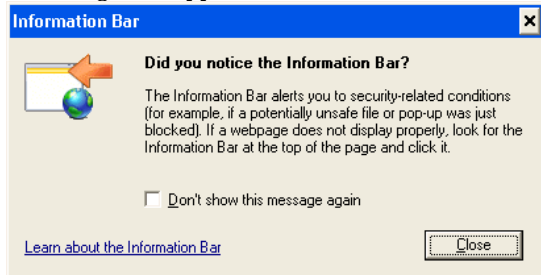 Information Bar
Did you notice the Information Bar?
The Information Bar alerts you to security-related conditions
(for example, if a potentially unsafe file or pop-up was just
blocked). If a webpage does not display properly, look for the
Information Bar at the top of the page and click it.
Don't show this message again
Learn about the Information Bar
Close